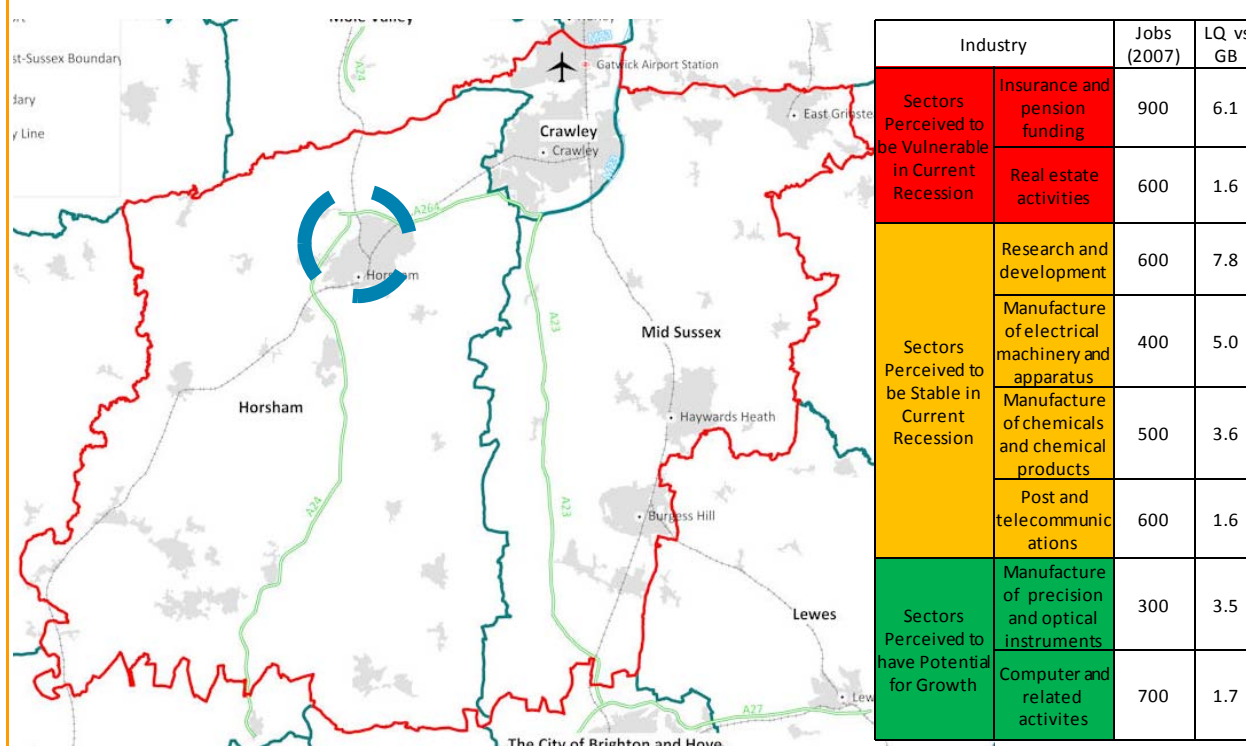 Mole Valley
st-Sussex Boundary
dary
y Line
A24
M23
Gatwick Airport Station
Crawley
Crawley
East Grinste
M23
A264
Horsham
A23
Mid Sussex
Horsham
Haywards Heath
A24
A23
Burgess Hill
Lewes
Lew
A27
The City of Brighton and Hove
Industry
Jobs
(2007)
LQ vs
GB
Sectors
Perceived to
be Vulnerable
in Current
Recession
Insurance and
pension
funding
900
6.1
Real estate
activities
600
1.6
Sectors
Perceived to
be Stable in
Current
Recession
Research and
development
600
7.8
Manufacture
of electrical
machinery and
apparatus
400
5.0
Manufacture
of chemicals
and chemical
products
500
3.6
Post and
telecommunic
ations
600
1.6
Sectors
Perceived to
have Potential
for Growth
Manufacture
of precision
and optical
instruments
300
3.5
Computer and
related
activites
700
1.7